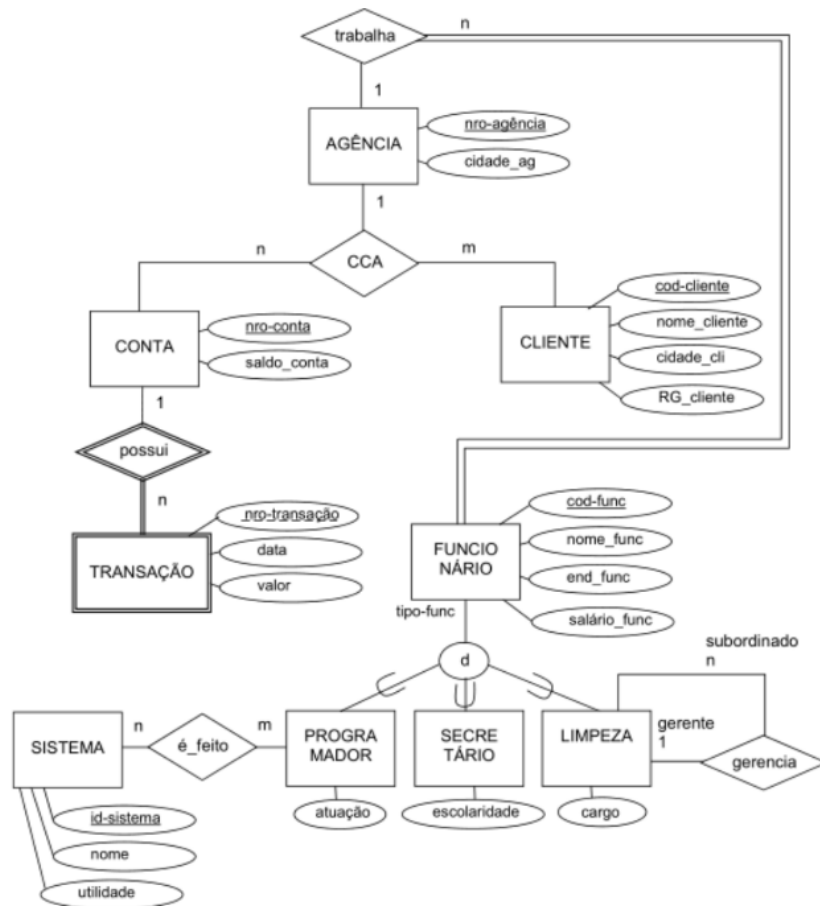 trabalha
n
1
AGÊNCIA
nro-agência
cidade_ag
1
n
CCA
m
CONTA
nro-conta
saldo_conta
CLIENTE
cod-cliente
nome_cliente
cidade_cli
RG_cliente
1
possui
n
TRANSAÇÃO
nro-transação
data
valor
FUNCIO
NÁRIO
cod-func
nome_func
end_func
salário_func
tipo-func
d
subordinado
n
SISTEMA
n
é_feito
m
PROGRA
MADOR
SECRE
TÁRIO
LIMPEZA
gerente
1
gerencia
id-sistema
nome
utilidade
atuação
escolaridade
cargo